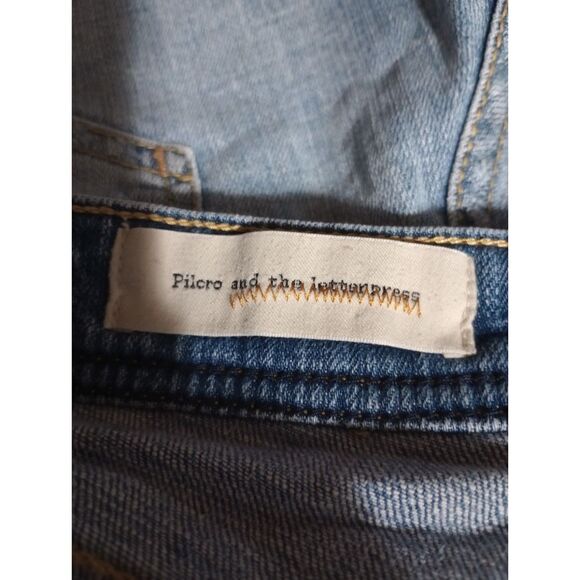 Pilcro and the letterpress